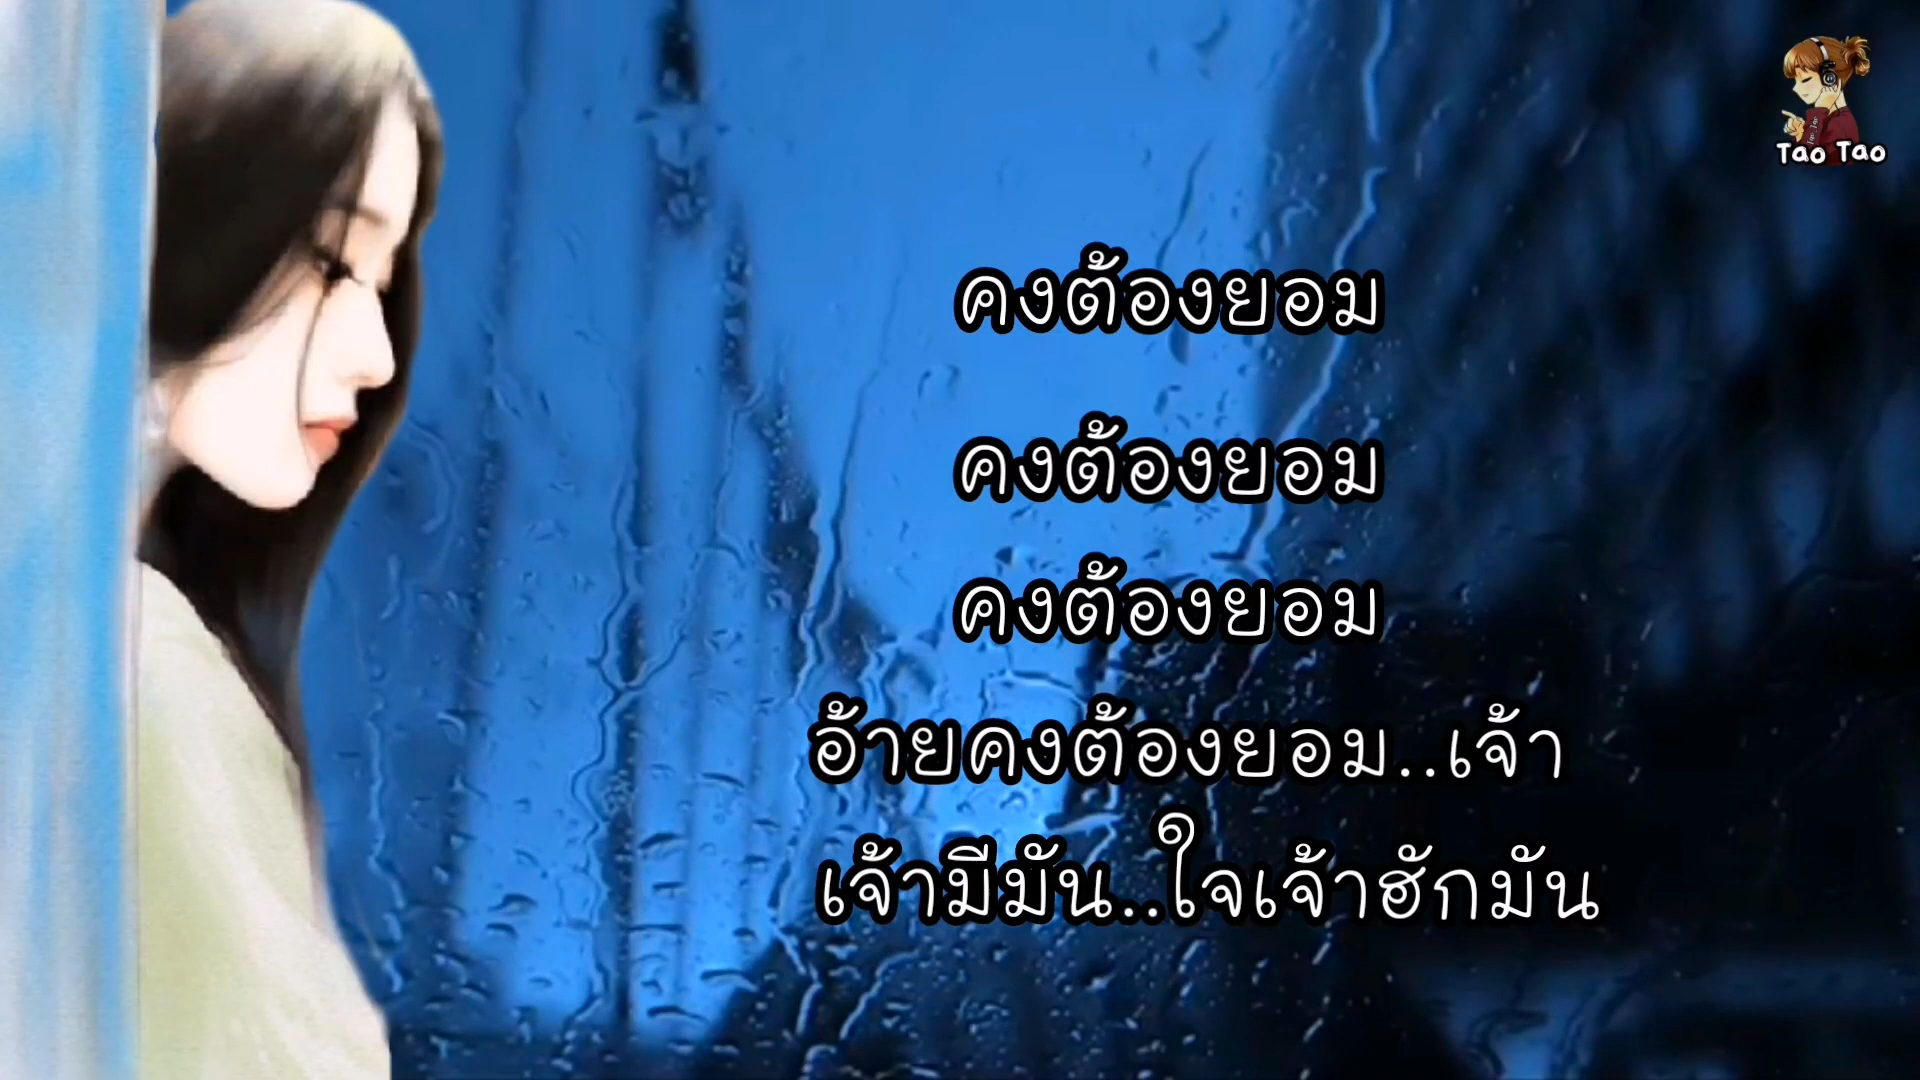 Tao Tao
คงต้องยอม
คงต้องยอม
คงต้องยอม
อ้ายคงต้องยอม..เจ้า
เจ้ามีมัน..ใจเจ้าฮักมัน